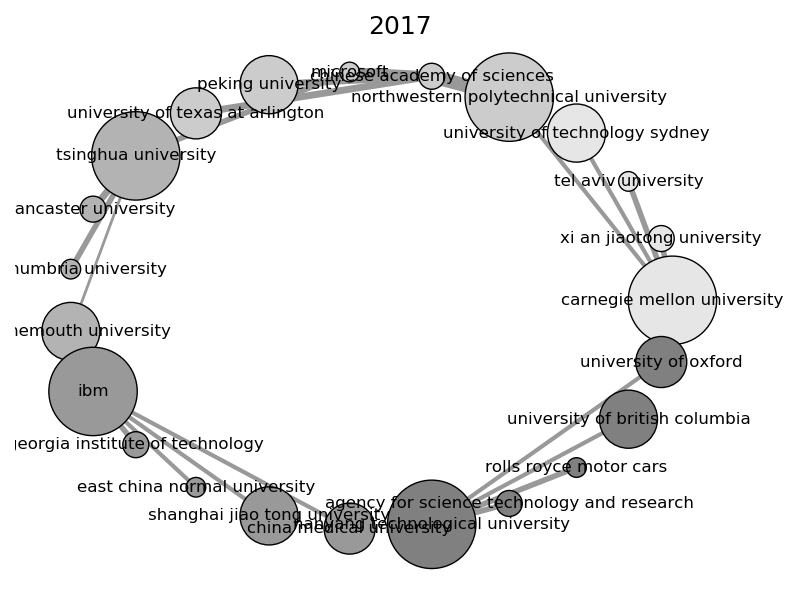 2017
microsoft
chinese academy of sciences
peking university
northwestern polytechnical university
university of texas at arlington
university of technology sydney
tsinghua university
tel aviv university
ancaster university
xi an jiaotong university
numbria university
carnegie mellon university
nemouth university
university of oxford
ibm
university of british columbia
georgia institute of technology
rolls royce motor cars
east china normal university
agency for science technology and research
shanghai jiao tong university
nanyang technological university
china medical university